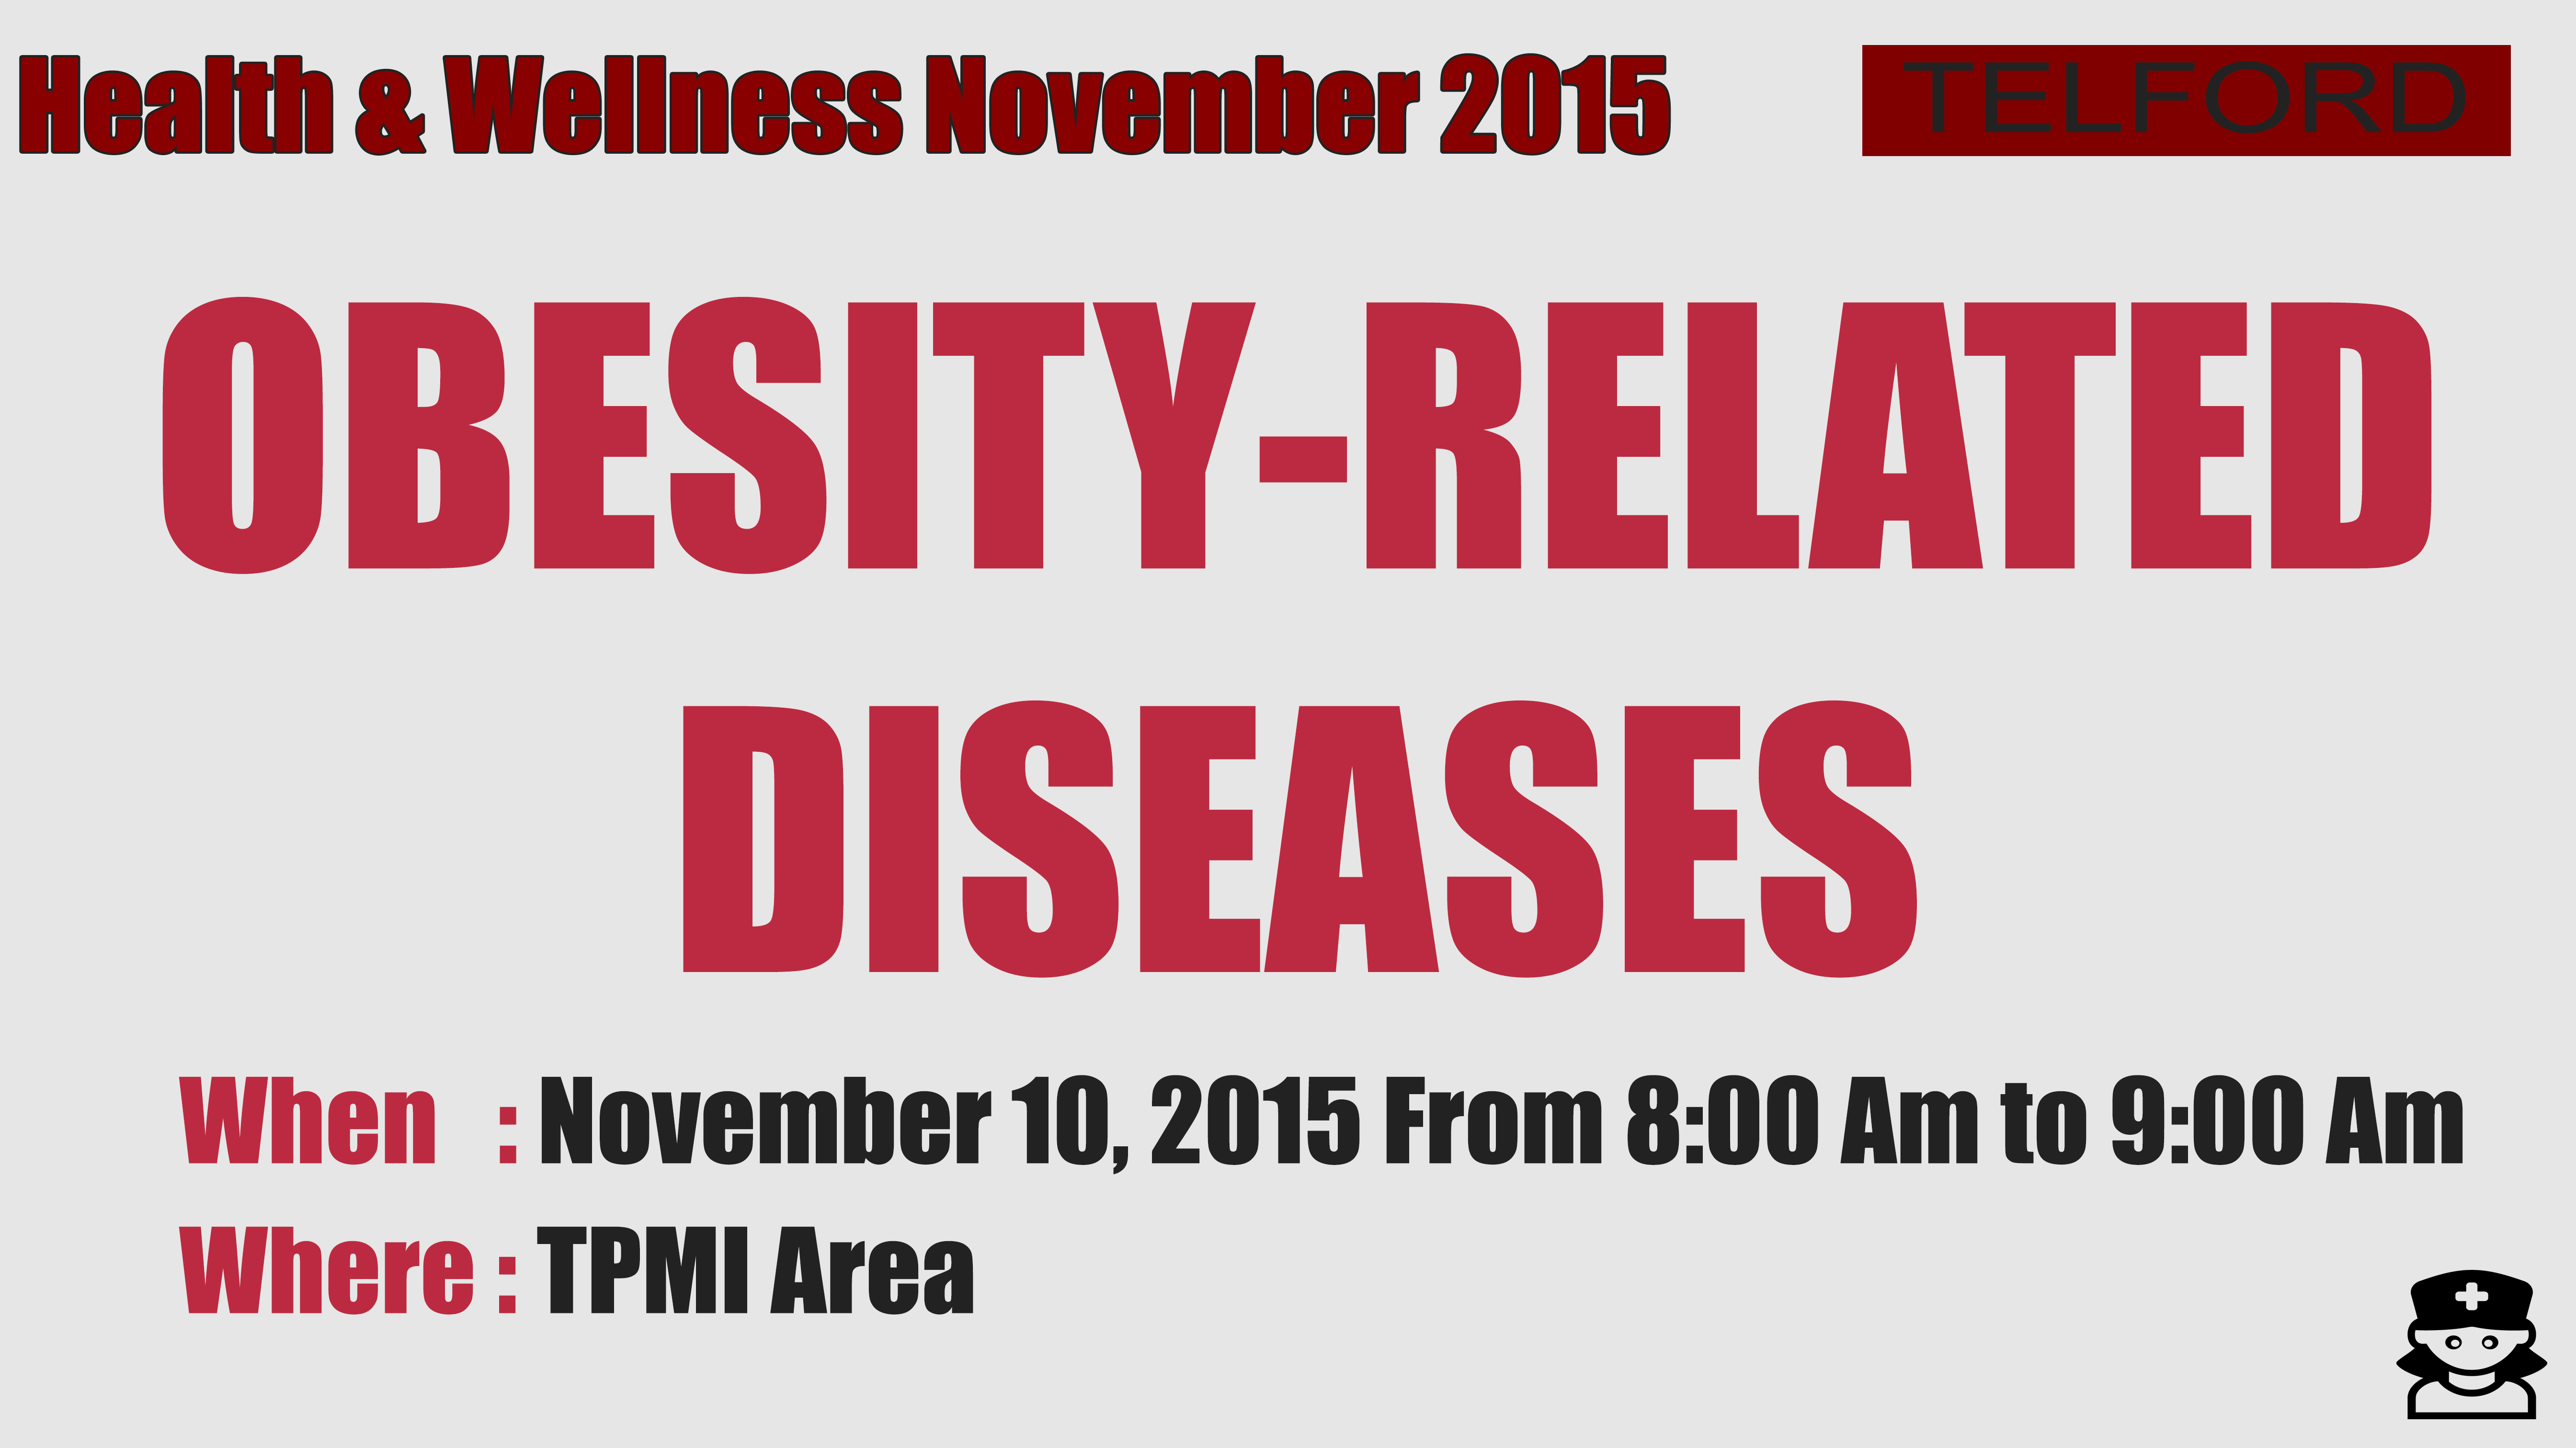 Health & Wellness November 2015
TELFORD
OBESITY-RELATED
DISEASES
When : November 10, 2015 From 8:00 Am to 9:00 Am
Where : TPMI Area